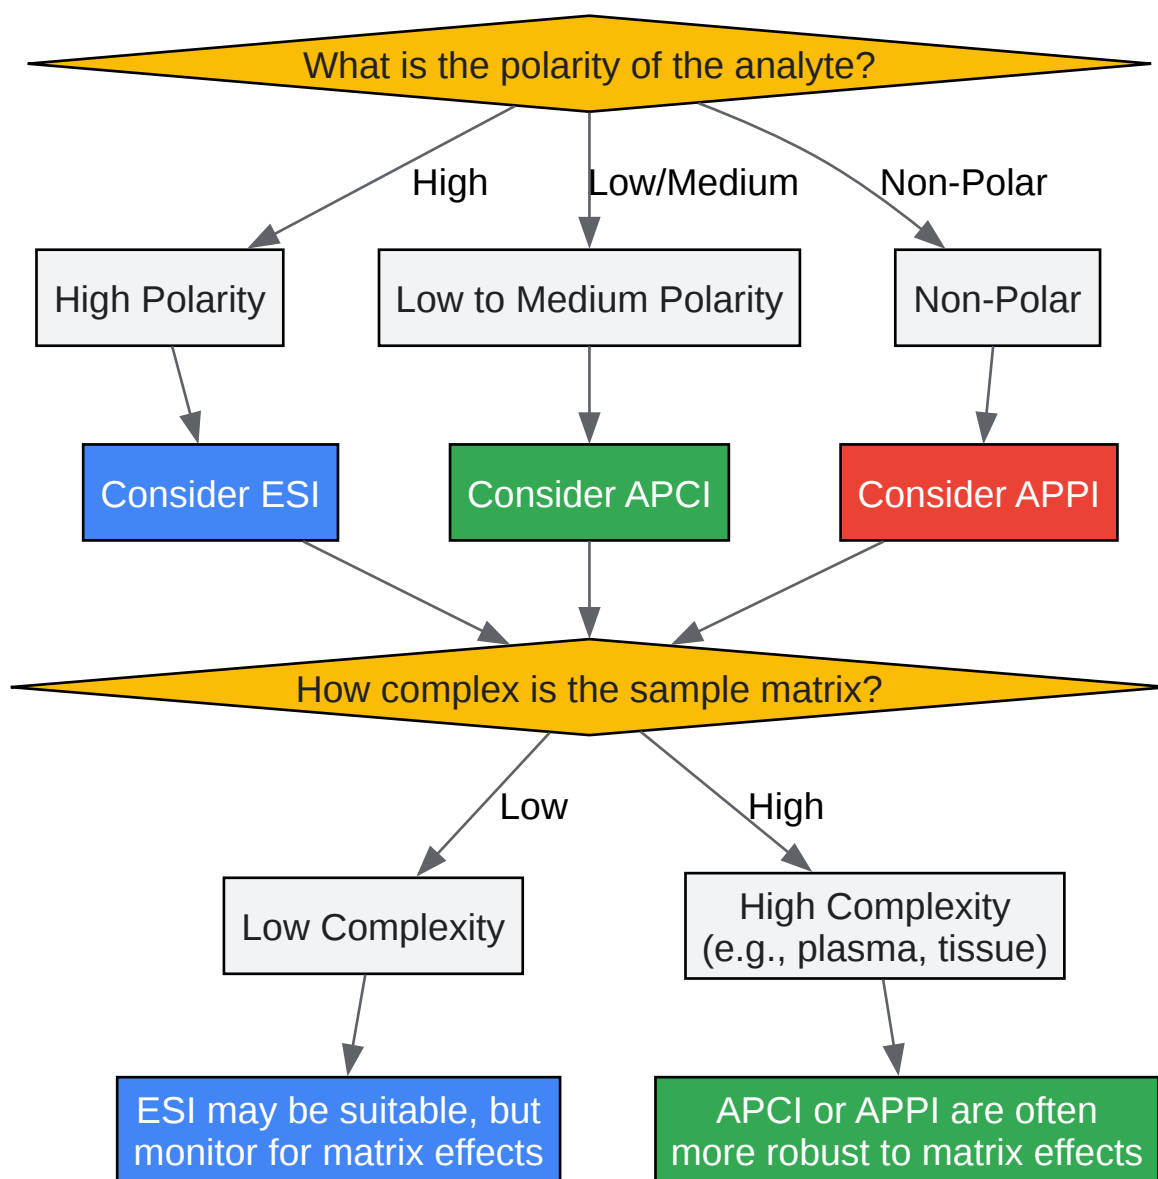 What is the polarity of the analyte?
High
Low/Medium
Non-Polar
High Polarity
Low to Medium Polarity
Non-Polar
Consider ESI
Consider APCI
Consider APPI
How complex is the sample matrix?
Low
High
Low Complexity
High Complexity
(e.g., plasma, tissue)
ESI may be suitable, but
monitor for matrix effects
APCI or APPI are often
more robust to matrix effects